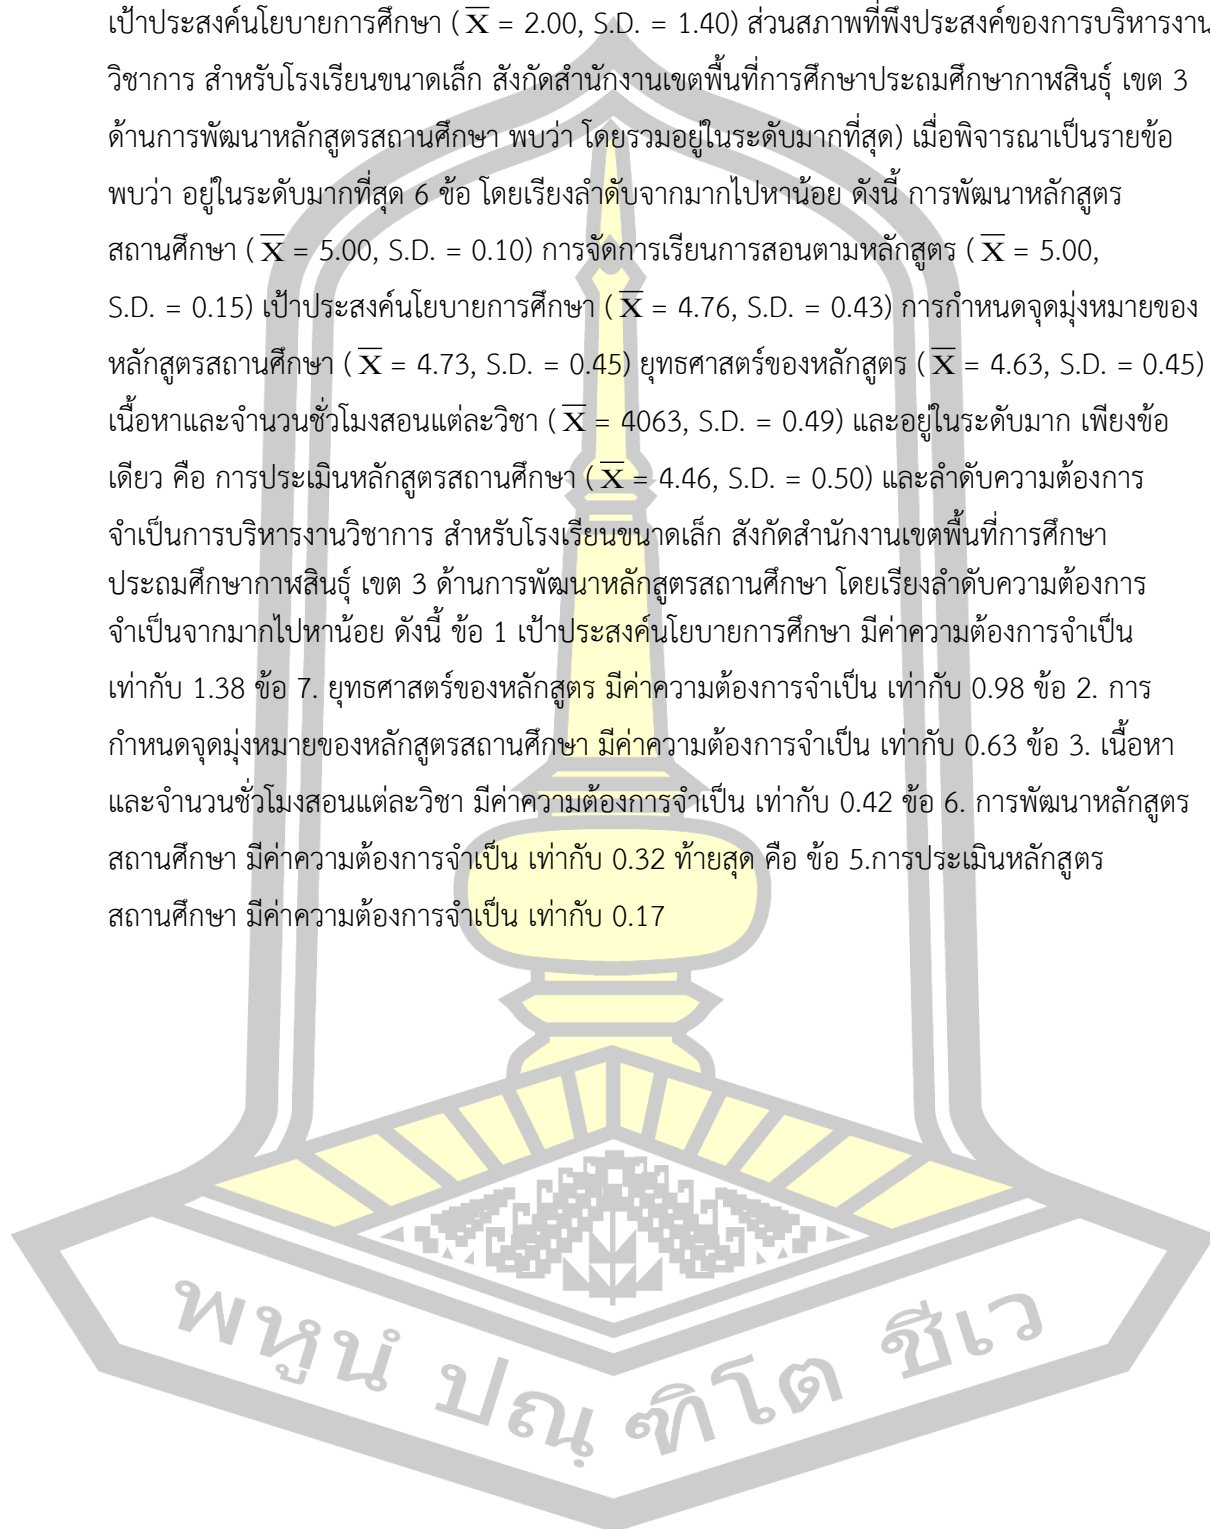 เป้าประสงค์นโยบายการศึกษา ( X̅ = 2.00, S.D. = 1.40) ส่วนสภาพที่พึงประสงค์ของการบริหารงาน
วิชาการ สำหรับโรงเรียนขนาดเล็ก สังกัดสำนักงานเขตพื้นที่การศึกษาประถมศึกษากาฬสินธุ์ เขต 3
ด้านการพัฒนาหลักสูตรสถานศึกษา พบว่า โดยรวมอยู่ในระดับมากที่สุด) เมื่อพิจารณาเป็นรายข้อ
พบว่า อยู่ในระดับมากที่สุด 6 ข้อ โดยเรียงลำดับจากมากไปหาน้อย ดังนี้ การพัฒนาหลักสูตร
สถานศึกษา ( X̅ = 5.00, S.D. = 0.10) การจัดการเรียนการสอนตามหลักสูตร ( X̅ = 5.00,
S.D. = 0.15) เป้าประสงค์นโยบายการศึกษา ( X̅ = 4.76, S.D. = 0.43) การกำหนดจุดมุ่งหมายของ
หลักสูตรสถานศึกษา ( X̅ = 4.73, S.D. = 0.45) ยุทธศาสตร์ของหลักสูตร ( X̅ = 4.63, S.D. = 0.45)
เนื้อหาและจำนวนชั่วโมงสอนแต่ละวิชา ( X̅ = 4063, S.D. = 0.49) และอยู่ในระดับมาก เพียงข้อ
เดียว คือ การประเมินหลักสูตรสถานศึกษา ( X̅ = 4.46, S.D. = 0.50) และลำดับความต้องการ
จำเป็นการบริหารงานวิชาการ สำหรับโรงเรียนขนาดเล็ก สังกัดสำนักงานเขตพื้นที่การศึกษา
ประถมศึกษากาฬสินธุ์ เขต 3 ด้านการพัฒนาหลักสูตรสถานศึกษา โดยเรียงลำดับความต้องการ
จำเป็นจากมากไปหาน้อย ดังนี้ ข้อ 1 เป้าประสงค์นโยบายการศึกษา มีค่าความต้องการจำเป็น
เท่ากับ 1.38 ข้อ 7. ยุทธศาสตร์ของหลักสูตร มีค่าความต้องการจำเป็น เท่ากับ 0.98 ข้อ 2. การ
กำหนดจุดมุ่งหมายของหลักสูตรสถานศึกษา มีค่าความต้องการจำเป็น เท่ากับ 0.63 ข้อ 3. เนื้อหา
และจำนวนชั่วโมงสอนแต่ละวิชา มีค่าความต้องการจำเป็น เท่ากับ 0.42 ข้อ 6. การพัฒนาหลักสูตร
สถานศึกษา มีค่าความต้องการจำเป็น เท่ากับ 0.32 ท้ายสุด คือ ข้อ 5.การประเมินหลักสูตร
สถานศึกษา มีค่าความต้องการจำเป็น เท่ากับ 0.17
พหูนํ ปณฺฑิโต ชีเว